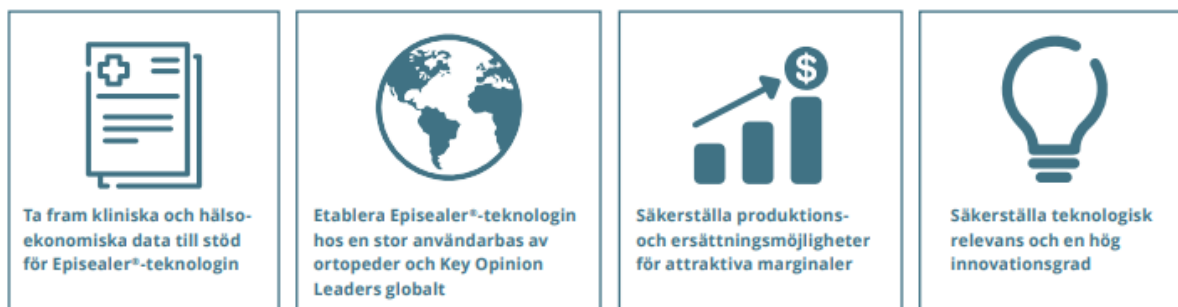 $
Ta fram kliniska och hälso-
ekonomiska data till stöd
för Episealer®-teknologin
Etablera Episealer®-teknologin
hos en stor användarbas av
ortopeder och Key Opinion
Leaders globalt
Säkerställa produktions-
och ersättningsmöjligheter
för attraktiva marginaler
Säkerställa teknologisk
relevans och en hög
innovationsgrad